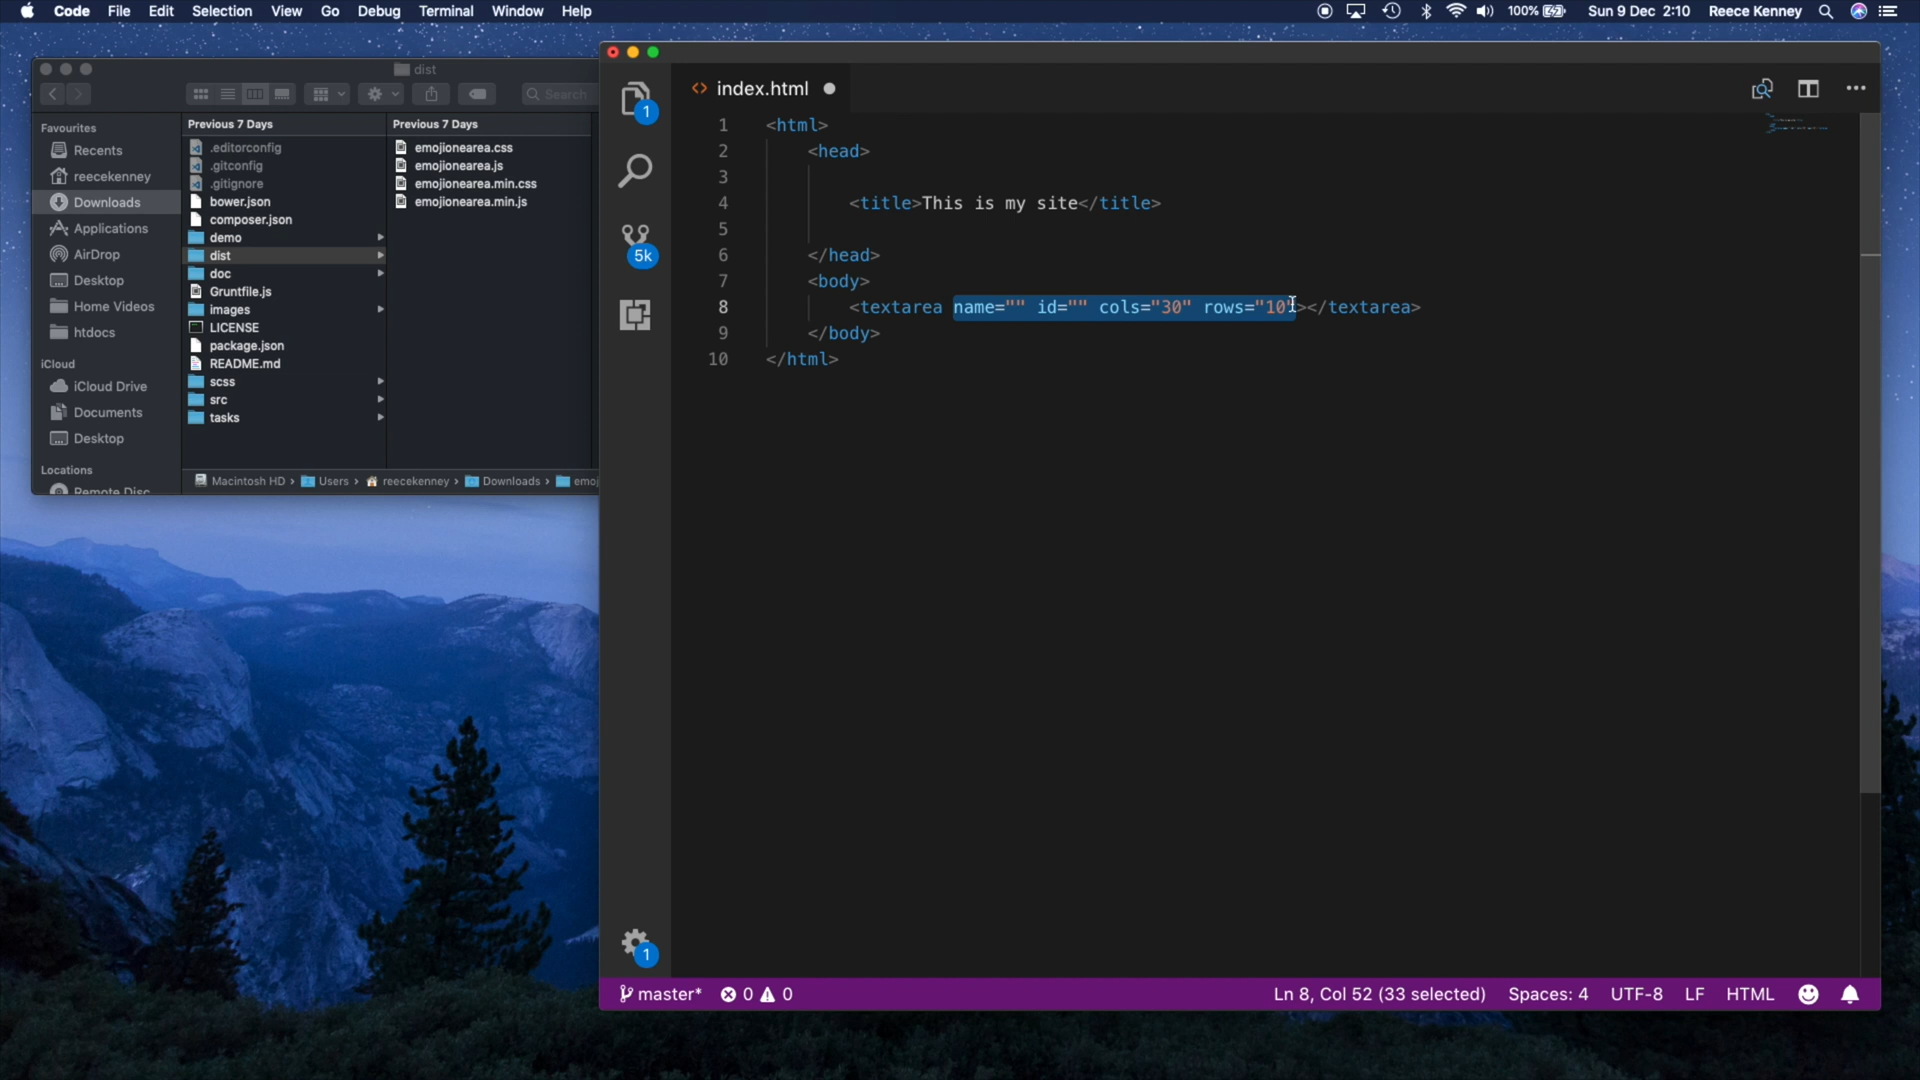 Code File Edit Selection View Go Debug Terminal Window Help 100% Sun 9 Dec 2:10 Reece Kenney
dist
Search
Favourites
Recents
reecekenney
Downloads
Applications
AirDrop
Desktop
Home Videos
htdocs
iCloud
iCloud Drive
Documents
Desktop
Locations
Remote Disc
Previous 7 Days
.editorconfig
.gitconfig
.gitignore
bower.json
composer.json
demo
dist
doc
Gruntfile.js
images
LICENSE
package.json
README.md
scss
src
tasks
Previous 7 Days
emojionearea.css
emojionearea.js
emojionearea.min.css
emojionearea.min.js
Macintosh HD › Users › reecekenney › Downloads › emoj
<> index.html
1
5k
1
1 <html>
2 <head>
3
4 <title>This is my site</title>
5
6 </head>
7 <body>
8 <textarea name="" id="" cols="30" rows="10"></textarea>
9 </body>
10 </html>
master* 0 0 Ln 8, Col 52 (33 selected) Spaces: 4 UTF-8 LF HTML